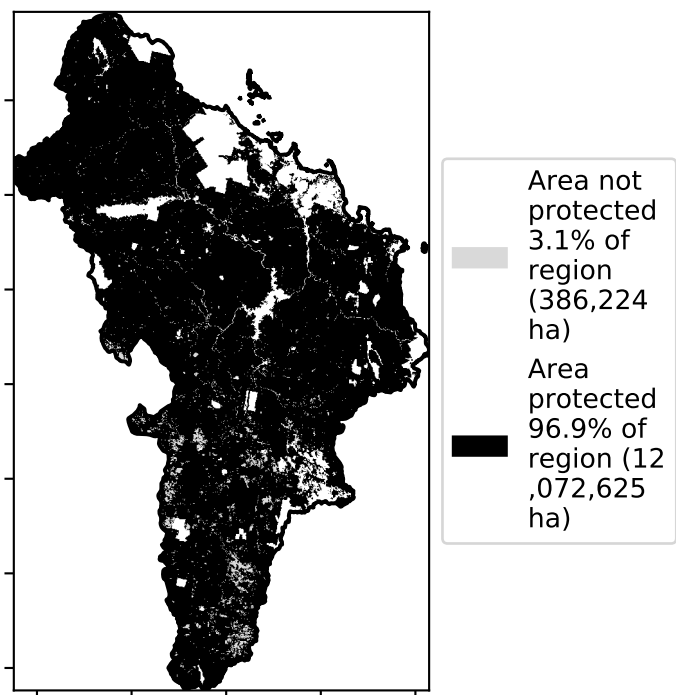 Area not
protected
3.1% of
region
(386,224
ha)
Area
protected
96.9% of
region (12
,072,625
ha)